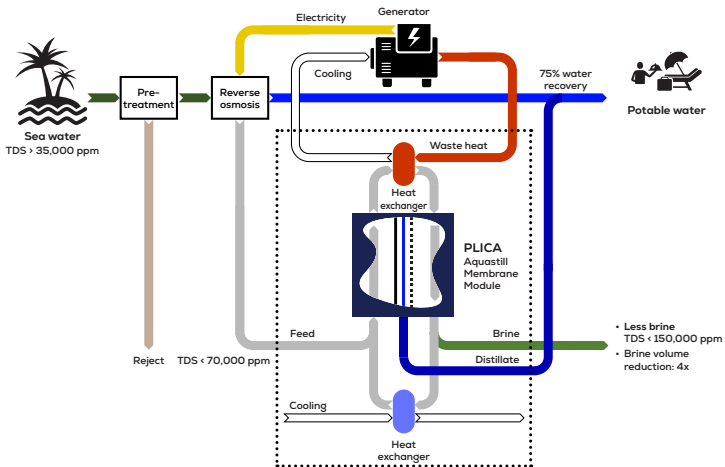 Generator
Electricity
Cooling
75% water
recovery
Pre-
treatment
Reverse
osmosis
Sea water
TDS > 35,000 ppm
Potable water
Waste heat
Heat
exchanger
PLICA
Aquastill
Membrane
Module
Feed
Brine
• Less brine
TDS < 150,000 ppm
• Brine volume
reduction: 4x
Reject
TDS < 70,000 ppm
Distillate
Cooling
Heat
exchanger